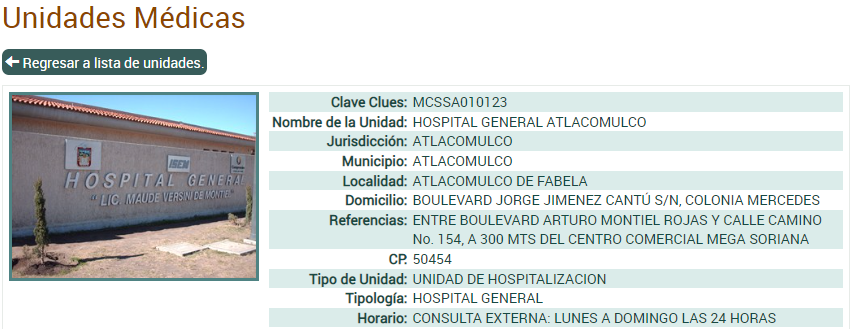 Unidades Médicas
Regresar a lista de unidades.
ISEM
HOSPITAL GENERAL
"LIC. MAUDE VERSINI DE MONTIEL"
Clave Clues: MCSSA010123
Nombre de la Unidad: HOSPITAL GENERAL ATLACOMULCO
Jurisdicción: ATLACOMULCO
Municipio: ATLACOMULCO
Localidad: ATLACOMULCO DE FABELA
Domicilio: BOULEVARD JORGE JIMENEZ CANTÚ S/N, COLONIA MERCEDES
Referencias: ENTRE BOULEVARD ARTURO MONTIEL ROJAS Y CALLE CAMINO
No. 154, A 300 MTS DEL CENTRO COMERCIAL MEGA SORIANA
CP: 50454
Tipo de Unidad: UNIDAD DE HOSPITALIZACION
Tipología: HOSPITAL GENERAL
Horario: CONSULTA EXTERNA: LUNES A DOMINGO LAS 24 HORAS